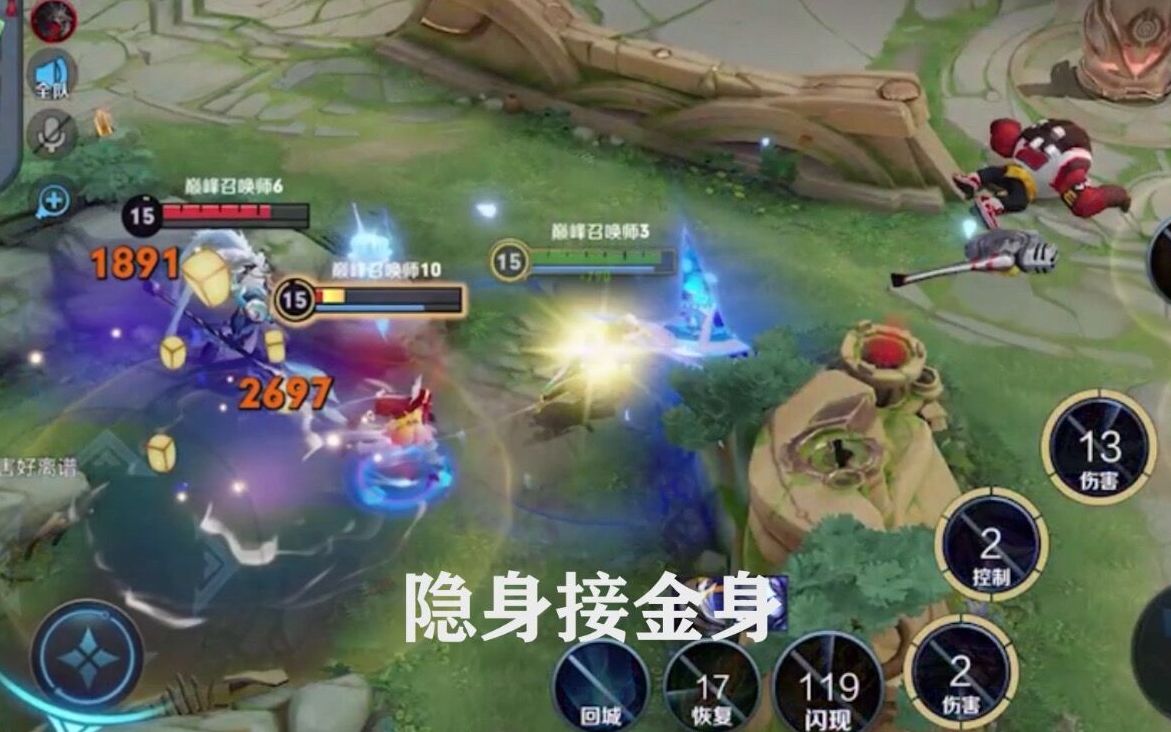 全队
巅峰召唤师6
15
1891
巅峰召唤师10
15
巅峰召唤师3
15
2697
害好离谱
13
伤害
2
控制
隐身接金身
回城
17
恢复
119
闪现
2
伤害